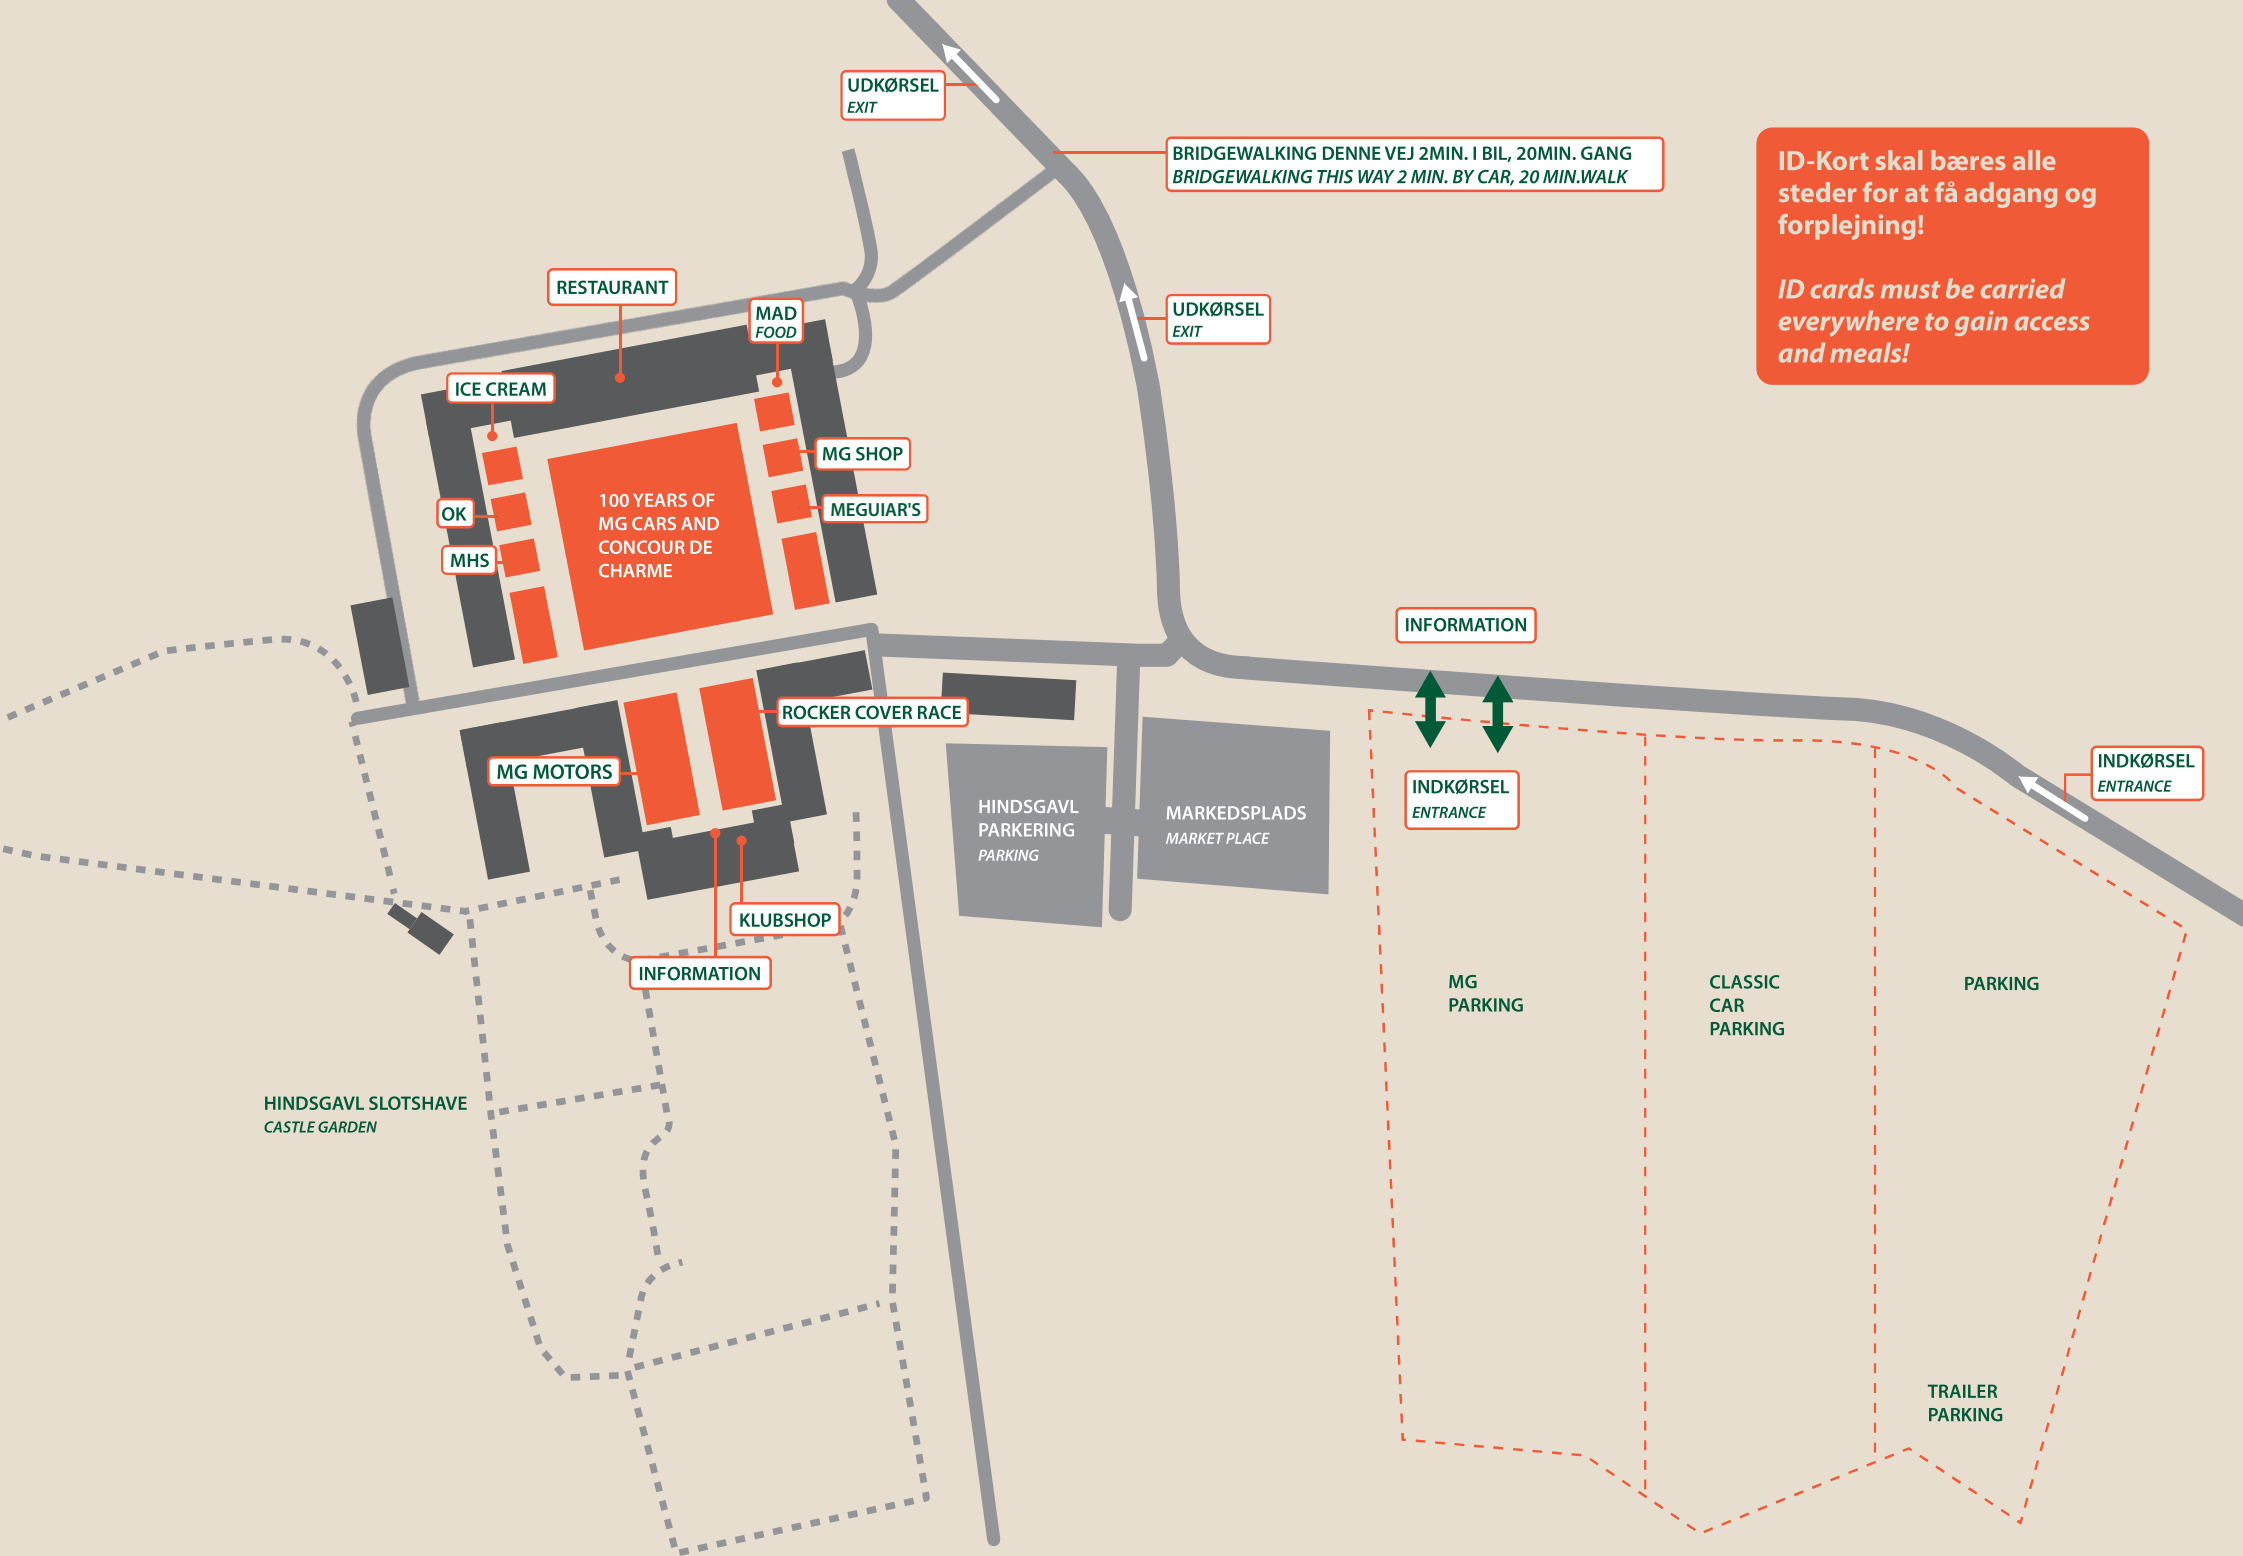 UDKØRSEL
EXIT
BRIDGEWALKING DENNE VEJ 2MIN. I BIL, 20MIN. GANG
BRIDGEWALKING THIS WAY 2 MIN. BY CAR, 20 MIN.WALK
ID-Kort skal bæres alle
steder for at få adgang og
forplejning!
ID cards must be carried
everywhere to gain access
and meals!
RESTAURANT
MAD
FOOD
UDKØRSEL
EXIT
ICE CREAM
MG SHOP
OK
MEGUIAR'S
MHS
100 YEARS OF
MG CARS AND
CONCOUR DE
CHARME
INFORMATION
ROCKER COVER RACE
MG MOTORS
INDKØRSEL
ENTRANCE
INDKØRSEL
ENTRANCE
HINDSGAVL
PARKERING
PARKING
MARKEDSPLADS
MARKET PLACE
KLUBSHOP
INFORMATION
MG
PARKING
CLASSIC
CAR
PARKING
PARKING
HINDSGAVL SLOTSHAVE
CASTLE GARDEN
TRAILER
PARKING